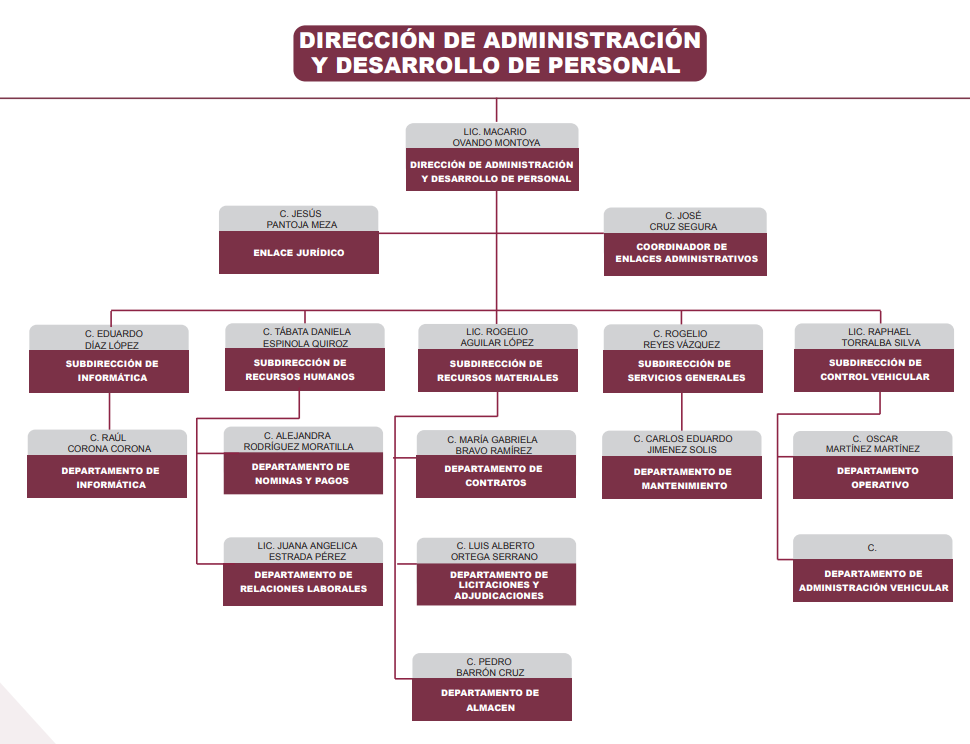 DIRECCIÓN DE ADMINISTRACIÓN
Y DESARROLLO DE PERSONAL
LIC. MACARIO
OVANDO MONTOYA
DIRECCIÓN DE ADMINISTRACIÓN
Y DESARROLLO DE PERSONAL
C. JESÚS
PANTOJA MEZA
ENLACE JURÍDICO
C. JOSÉ
CRUZ SEGURA
COORDINADOR DE
ENLACES ADMINISTRATIVOS
C. EDUARDO
DÍAZ LÓPEZ
SUBDIRECCIÓN DE
INFORMÁTICA
C. TÁBATA DANIELA
ESPINOLA QUIROZ
SUBDIRECCIÓN DE
RECURSOS HUMANOS
LIC. ROGELIO
AGUILAR LÓPEZ
SUBDIRECCIÓN DE
RECURSOS MATERIALES
C. ROGELIO
REYES VÁZQUEZ
SUBDIRECCIÓN DE
SERVICIOS GENERALES
LIC. RAPHAEL
TORRALBA SILVA
SUBDIRECCIÓN DE
CONTROL VEHICULAR
C. RAÚL
CORONA CORONA
DEPARTAMENTO DE
INFORMÁTICA
C. ALEJANDRA
RODRÍGUEZ MORATILLA
DEPARTAMENTO DE
NOMINAS Y PAGOS
C. MARÍA GABRIELA
BRAVO RAMÍREZ
DEPARTAMENTO DE
CONTRATOS
C. CARLOS EDUARDO
JIMENEZ SOLIS
DEPARTAMENTO DE
MANTENIMIENTO
C. OSCAR
MARTÍNEZ MARTÍNEZ
DEPARTAMENTO
OPERATIVO
LIC. JUANA ANGELICA
ESTRADA PÉREZ
DEPARTAMENTO DE
RELACIONES LABORALES
C. LUIS ALBERTO
ORTEGA SERRANO
DEPARTAMENTO DE
LICITACIONES Y
ADJUDICACIONES
C.
DEPARTAMENTO DE
ADMINISTRACIÓN VEHICULAR
C. PEDRO
BARRÓN CRUZ
DEPARTAMENTO DE
ALMACEN